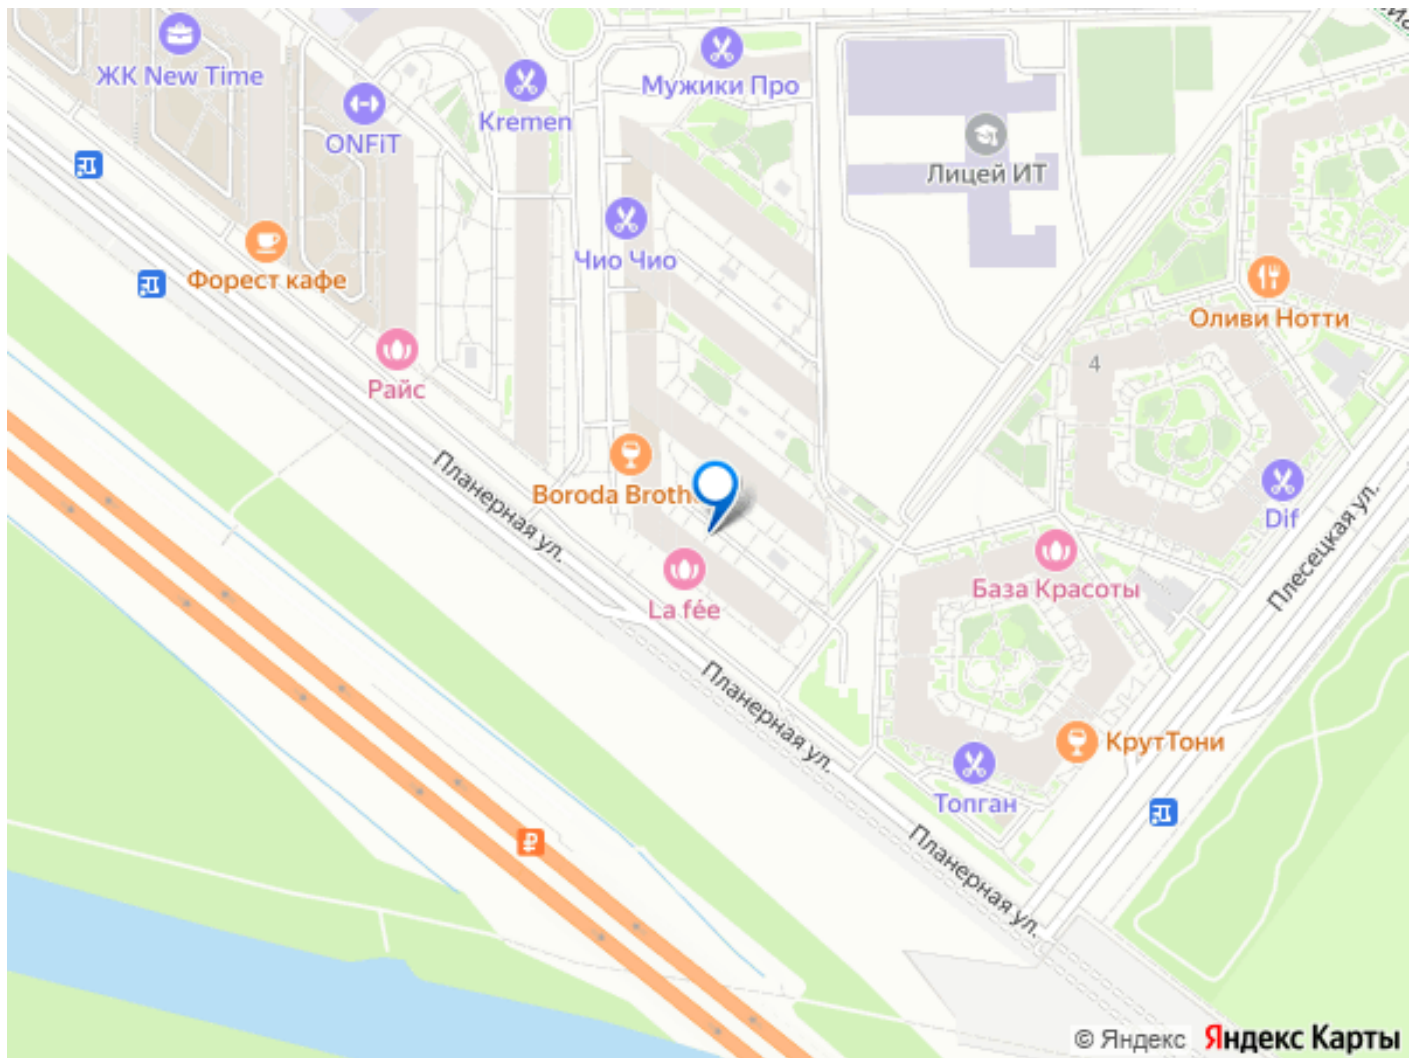 ЖК New Time
ONFiT
Kremen
Мужики Про
Лицей ИТ
Чио Чио
Форест кафе
Оливи Нотти
4
Райс
Планерная ул.
Boroda Broth
Dif
Плесецкая ул.
База Красоты
La fée
Планерная ул.
КрутТони
Топган
₽
Планерная ул.
© Яндекс Яндекс Карты